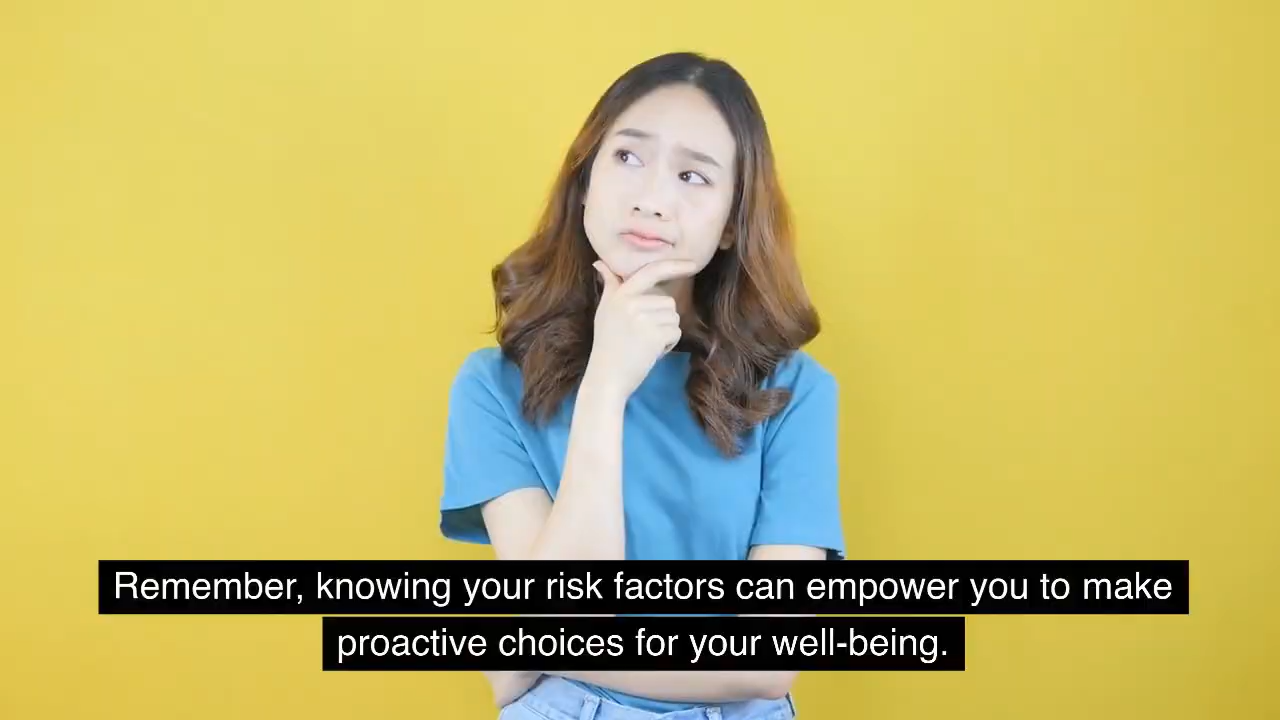 Remember, knowing your risk factors can empower you to make
proactive choices for your well-being.